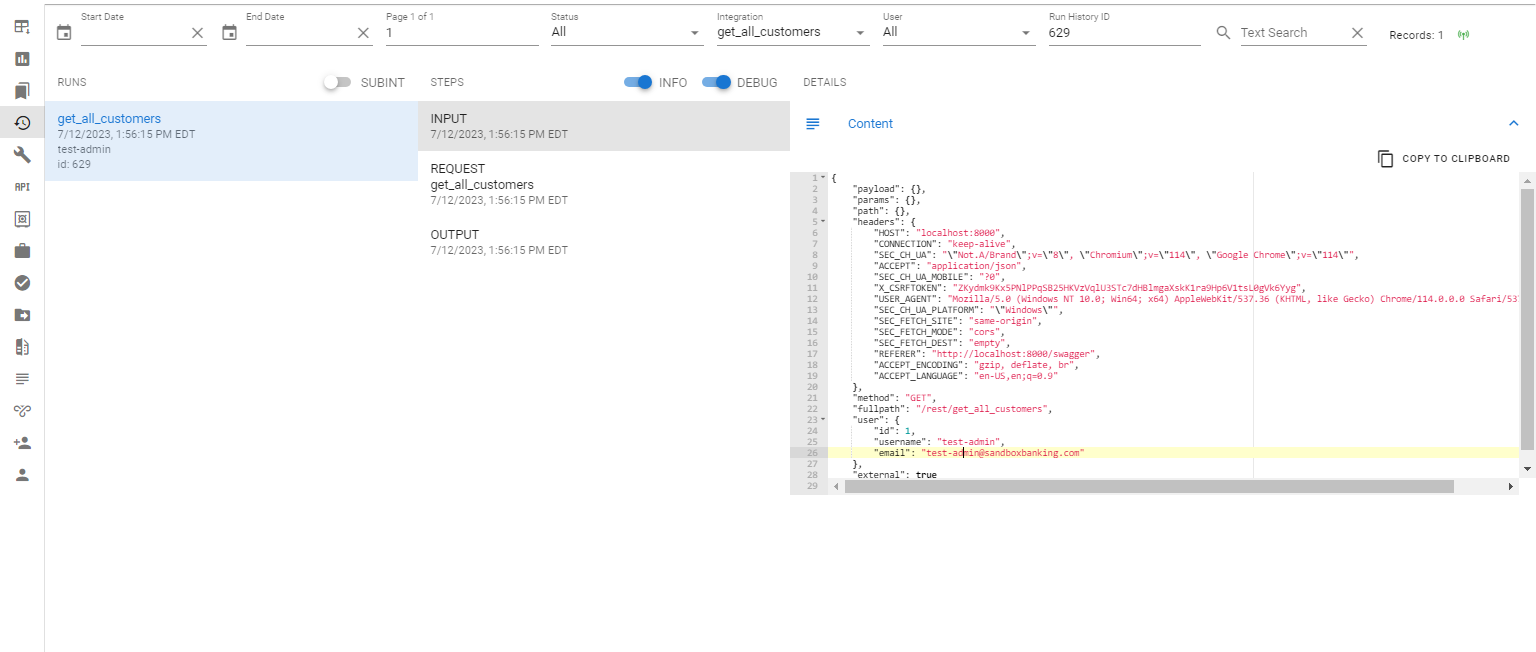 Start Date
End Date
Page 1 of 1
1
Status
All
Integration
get_all_customers
User
All
Run History ID
629
Text Search
Records: 1
API
RUNS
SUBINT
STEPS
INFO
DEBUG
DETAILS
get_all_customers
7/12/2023, 1:56:15 PM EDT
test-admin
id: 629
INPUT
7/12/2023, 1:56:15 PM EDT
REQUEST
get_all_customers
7/12/2023, 1:56:15 PM EDT
OUTPUT
7/12/2023, 1:56:15 PM EDT
Content
COPY TO CLIPBOARD
1 {
2 "payload": {},
3 "params": {},
4 "path": {},
5 "headers": {
6 "HOST": "localhost:8000",
7 "CONNECTION": "keep-alive",
8 "SEC_CH_UA": "\"Not.A/Brand\";v=\"8\", \"Chromium\";v=\"114\", \"Google Chrome\";v=\"114\"",
9 "ACCEPT": "application/json",
10 "SEC_CH_UA_MOBILE": "?0",
11 "X_CSRFTOKEN":
12 "USER_AGENT": "Mozilla/5.0 (Windows NT 10.0; Win64; x64) AppleWebKit/537.36 (KHTML, like Gecko) Chrome/114.0.0.0 Safari/53
13 "SEC_CH_UA_PLATFORM": "\"Windows\"",
14 "SEC_FETCH_SITE": "same-origin",
15 "SEC_FETCH_MODE": "cors",
16 "SEC_FETCH_DEST": "empty",
17 "REFERER": "http://localhost:8000/swagger",
18 "ACCEPT_ENCODING": "gzip, deflate, br",
19 "ACCEPT_LANGUAGE": "en-US,en;q=0.9"
20 },
21 "method": "GET",
22 "fullpath": "/rest/get_all_customers",
23 "user": {
24 "id": 1,
25 "username": "test-admin",
26 "email": "test-admin@sandboxbanking.com"
27 },
28 "external": true
29